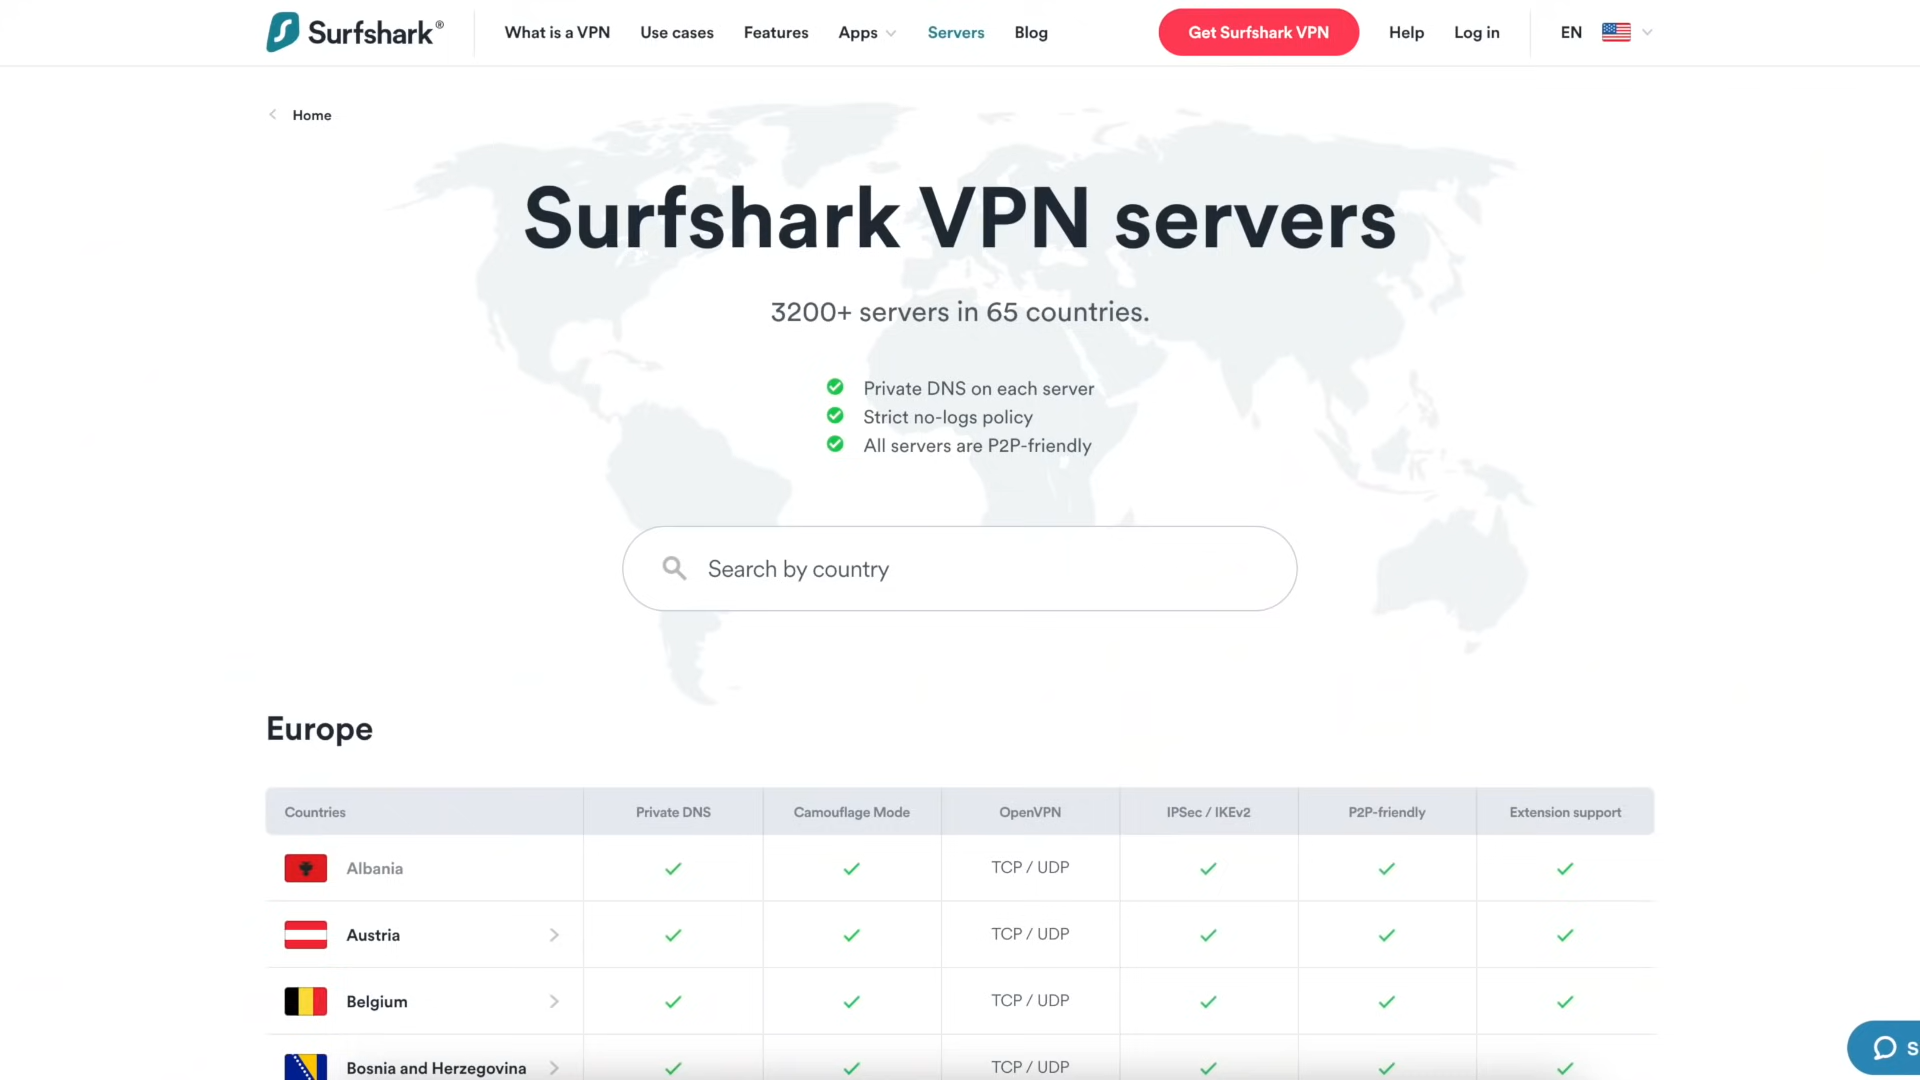 Surfshark®
What is a VPN
Use cases
Features
Apps
Servers
Blog
Get Surfshark VPN
Help
Log in
EN
Home
Surfshark VPN servers
3200+ servers in 65 countries.
Private DNS on each server
Strict no-logs policy
All servers are P2P-friendly
Search by country
Europe
Countries Private DNS Camouflage Mode OpenVPN IPSec / IKEv2 P2P-friendly Extension support
Albania TCP / UDP
Austria TCP / UDP
Belgium TCP / UDP
Bosnia and Herzegovina TCP / UDP